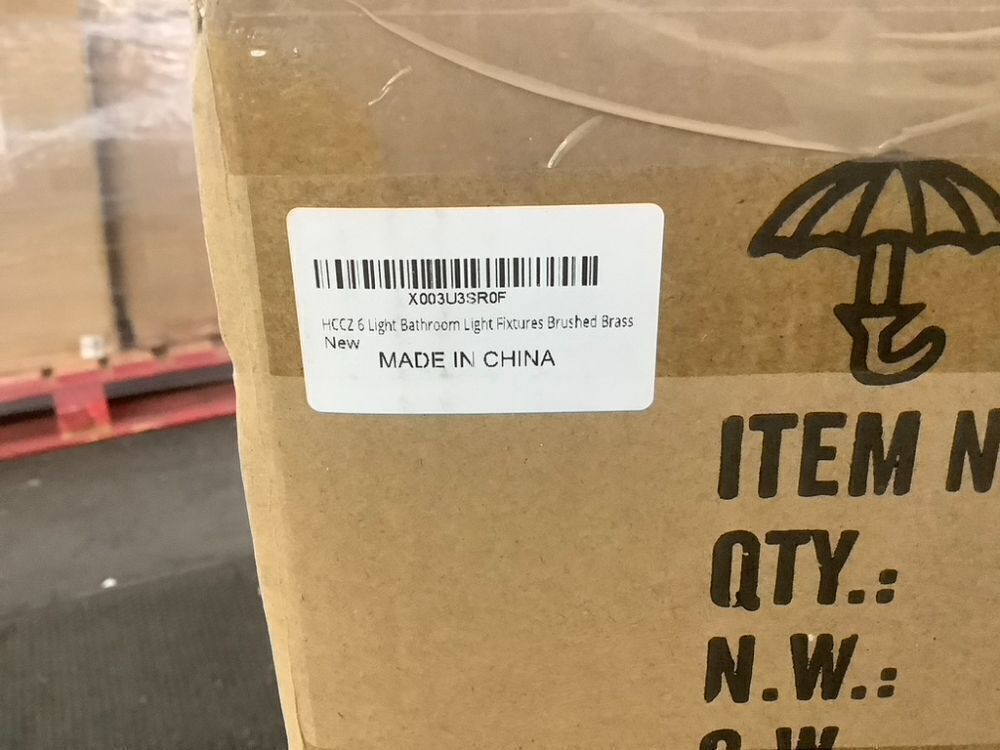 X003U3SR0F
HCCZ 6 Light Bathroom Light Fixtures Brushed Brass
New
MADE IN CHINA
ITEM N
QTY.:
N.W.:
G.W.